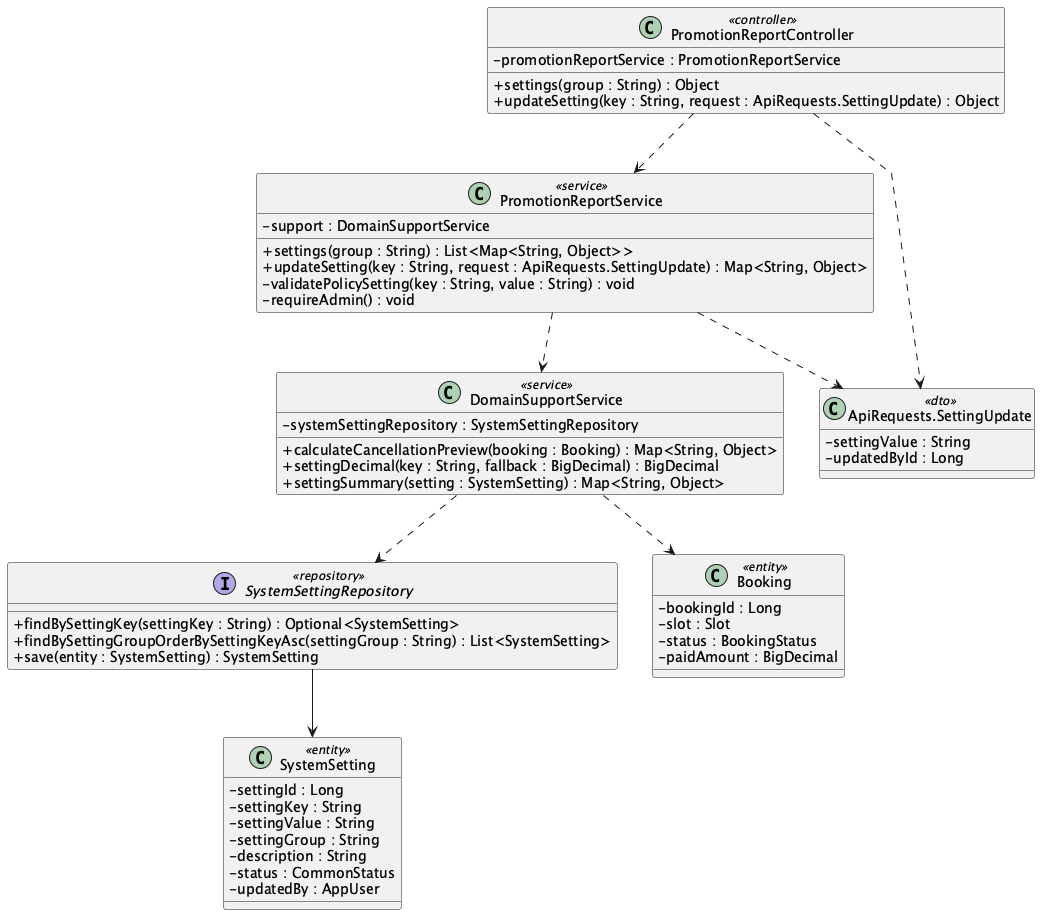 C
«controller»
PromotionReportController
-promotionReportService : PromotionReportService
+settings(group : String) : Object
+updateSetting(key : String, request : ApiRequests.SettingUpdate) : Object
C
«service»
PromotionReportService
-support : DomainSupportService
+settings(group : String) : List<Map<String, Object>>
+updateSetting(key : String, request : ApiRequests.SettingUpdate) : Map<String, Object>
-validatePolicySetting(key : String, value : String) : void
-requireAdmin() : void
C
«service»
DomainSupportService
-systemSettingRepository : SystemSettingRepository
+calculateCancellationPreview(booking : Booking) : Map<String, Object>
+settingDecimal(key : String, fallback : BigDecimal) : BigDecimal
+settingSummary(setting : SystemSetting) : Map<String, Object>
C
«dto»
ApiRequests.SettingUpdate
-settingValue : String
-updatedById : Long
I
«repository»
SystemSettingRepository
+findBySettingKey(settingKey : String) : Optional<SystemSetting>
+findBySettingGroupOrderBySettingKeyAsc(settingGroup : String) : List<SystemSetting>
+save(entity : SystemSetting) : SystemSetting
C
«entity»
Booking
-bookingId : Long
-slot : Slot
-status : BookingStatus
-paidAmount : BigDecimal
C
«entity»
SystemSetting
-settingId : Long
-settingKey : String
-settingValue : String
-settingGroup : String
-description : String
-status : CommonStatus
-updatedBy : AppUser